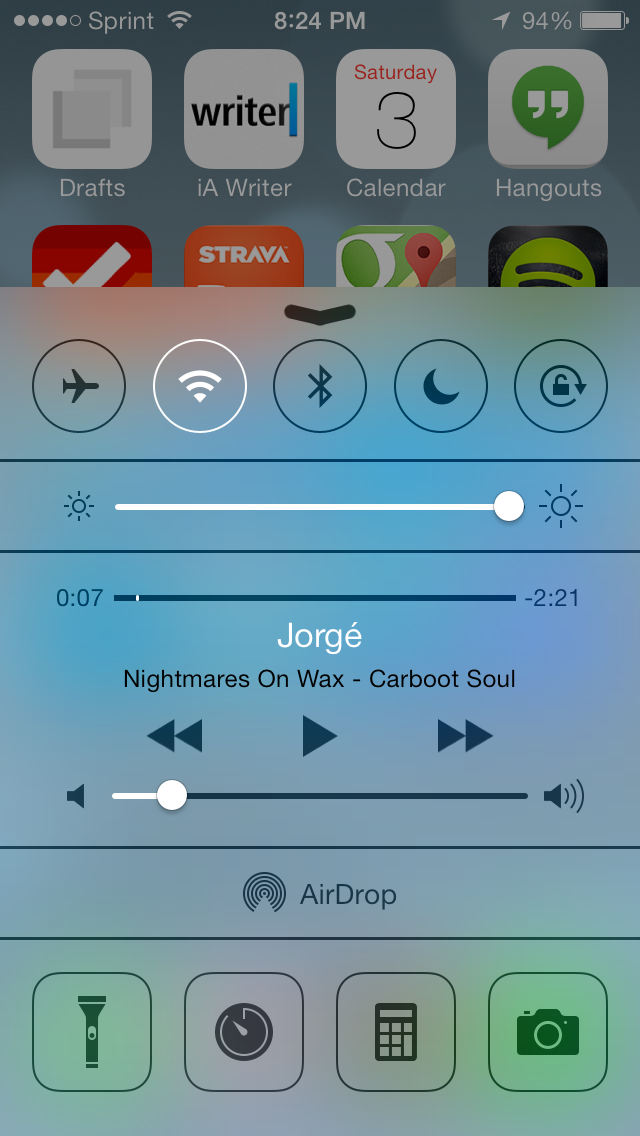 Sprint 8:24 PM 94%
writer
Saturday
3
Drafts iA Writer Calendar Hangouts
STRAVA
0:07 -2:21
Jorgé
Nightmares On Wax - Carboot Soul
AirDrop